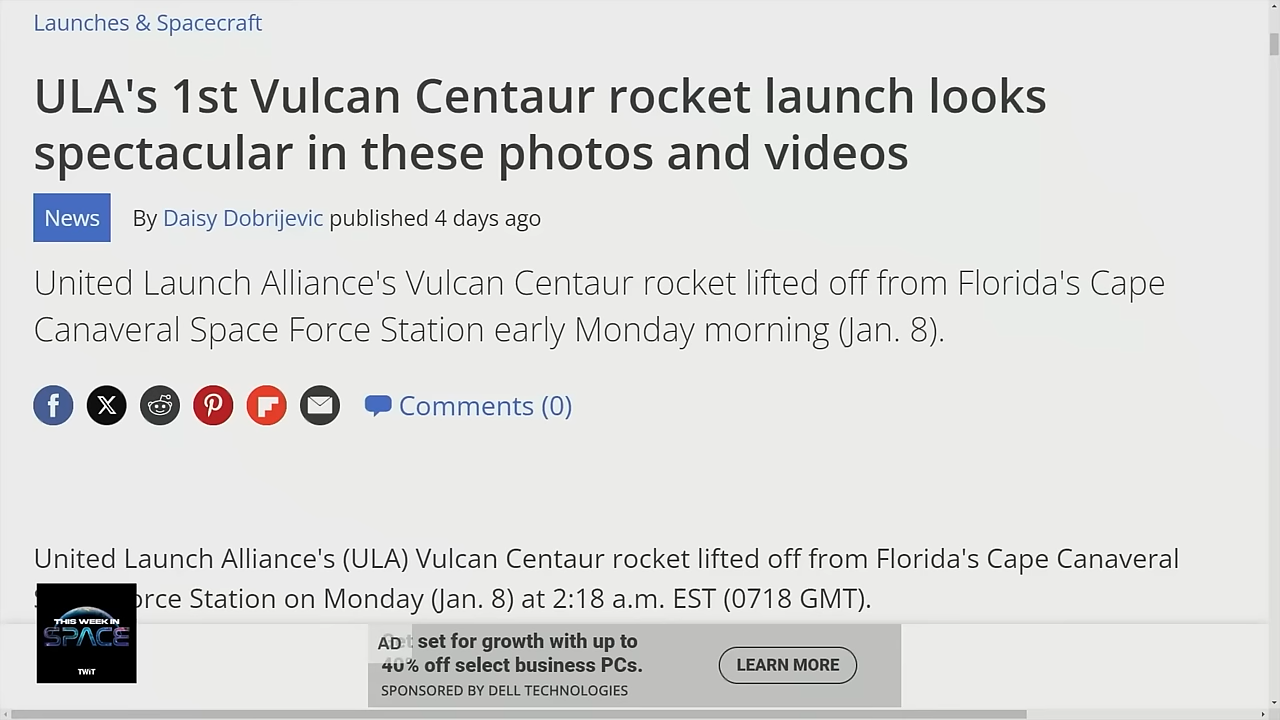 Launches & Spacecraft
ULA's 1st Vulcan Centaur rocket launch looks
spectacular in these photos and videos
News By Daisy Dobrijevic published 4 days ago
United Launch Alliance's Vulcan Centaur rocket lifted off from Florida's Cape
Canaveral Space Force Station early Monday morning (Jan. 8).
Comments (0)
United Launch Alliance's (ULA) Vulcan Centaur rocket lifted off from Florida's Cape Canaveral
Station on Monday (Jan. 8) at 2:18 a.m. EST (0718 GMT).
THIS WEEK IN
SPACE
TWiT
AD
set for growth with up to
40% off select business PCs.
SPONSORED BY DELL TECHNOLOGIES
LEARN MORE